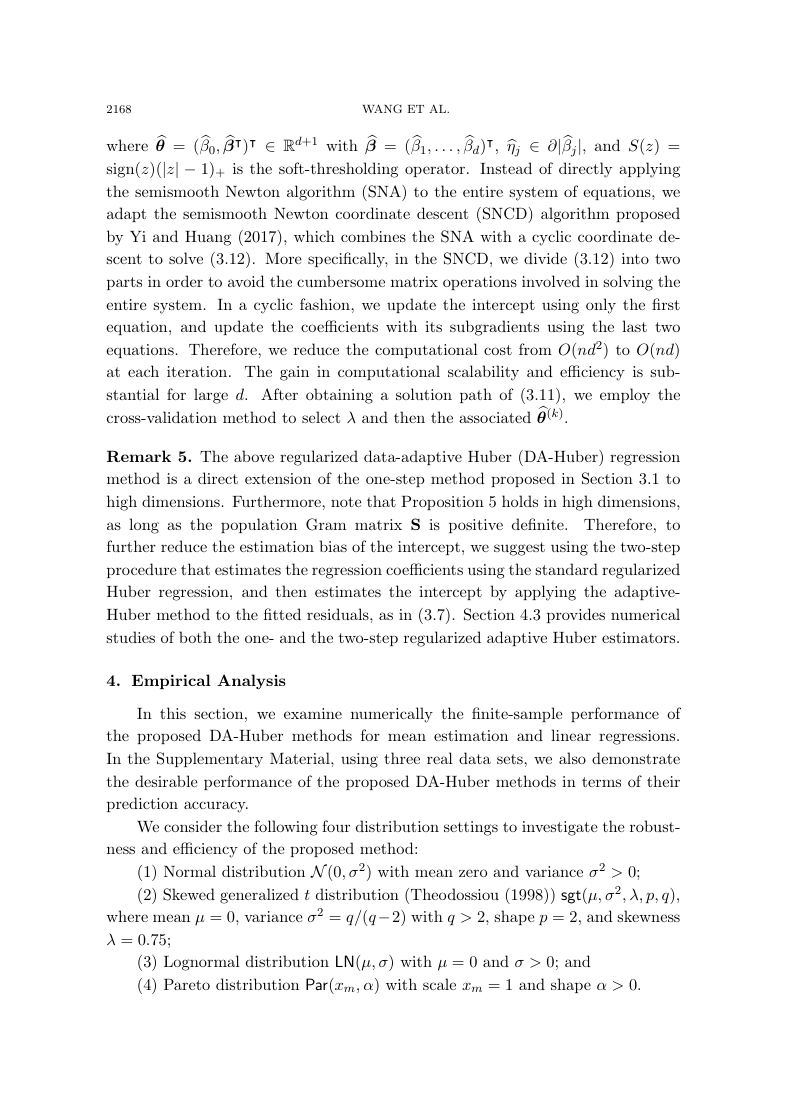 2168
WANG ET AL.
where θ̂ = (β̂₀, β̂ᵀ)ᵀ ∈ ℝᵈ⁺¹ with β̂ = (β̂₁, . . . , β̂_d)ᵀ, η̂ⱼ ∈ ∂|β̂ⱼ|, and S(z) =
sign(z)(|z| − 1)₊ is the soft-thresholding operator. Instead of directly applying
the semismooth Newton algorithm (SNA) to the entire system of equations, we
adapt the semismooth Newton coordinate descent (SNCD) algorithm proposed
by Yi and Huang (2017), which combines the SNA with a cyclic coordinate de-
scent to solve (3.12). More specifically, in the SNCD, we divide (3.12) into two
parts in order to avoid the cumbersome matrix operations involved in solving the
entire system. In a cyclic fashion, we update the intercept using only the first
equation, and update the coefficients with its subgradients using the last two
equations. Therefore, we reduce the computational cost from O(nd²) to O(nd)
at each iteration. The gain in computational scalability and efficiency is sub-
stantial for large d. After obtaining a solution path of (3.11), we employ the
cross-validation method to select λ and then the associated θ̂⁽ᵏ⁾.
Remark 5. The above regularized data-adaptive Huber (DA-Huber) regression
method is a direct extension of the one-step method proposed in Section 3.1 to
high dimensions. Furthermore, note that Proposition 5 holds in high dimensions,
as long as the population Gram matrix S is positive definite. Therefore, to
further reduce the estimation bias of the intercept, we suggest using the two-step
procedure that estimates the regression coefficients using the standard regularized
Huber regression, and then estimates the intercept by applying the adaptive-
Huber method to the fitted residuals, as in (3.7). Section 4.3 provides numerical
studies of both the one- and the two-step regularized adaptive Huber estimators.
4. Empirical Analysis
In this section, we examine numerically the finite-sample performance of
the proposed DA-Huber methods for mean estimation and linear regressions.
In the Supplementary Material, using three real data sets, we also demonstrate
the desirable performance of the proposed DA-Huber methods in terms of their
prediction accuracy.
We consider the following four distribution settings to investigate the robust-
ness and efficiency of the proposed method:
(1) Normal distribution 𝒩(0, σ²) with mean zero and variance σ² > 0;
(2) Skewed generalized t distribution (Theodossiou (1998)) sgt(μ, σ², λ, p, q),
where mean μ = 0, variance σ² = q/(q−2) with q > 2, shape p = 2, and skewness
λ = 0.75;
(3) Lognormal distribution LN(μ, σ) with μ = 0 and σ > 0; and
(4) Pareto distribution Par(xₘ, α) with scale xₘ = 1 and shape α > 0.